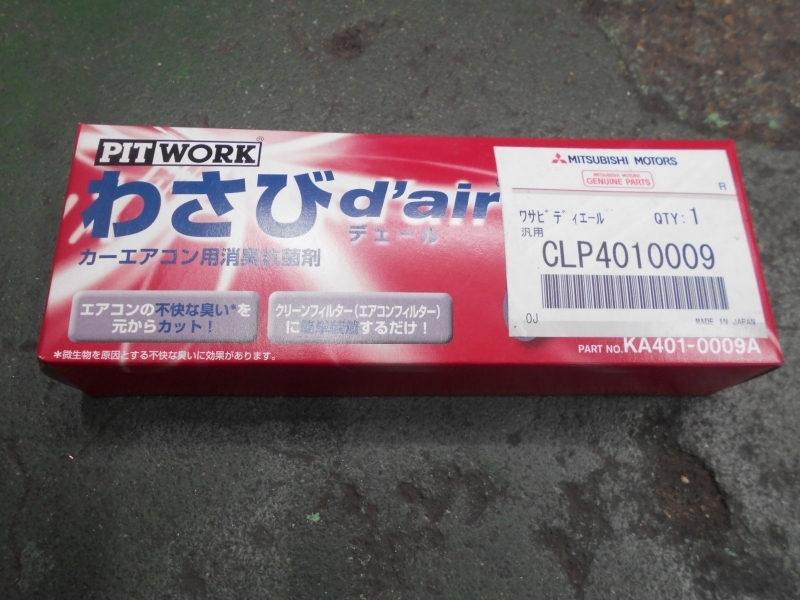 PIT WORK®
わさびd'air
デェール
カーエアコン用消臭抗菌剤
エアコンの不快な臭い*を
元からカット!
クリーンフィルター(エアコンフィルター)
に簡単装着するだけ!
*微生物を原因とする不快な臭いに効果があります。
MITSUBISHI MOTORS
MITSUBISHI MOTORS
GENUINE PARTS
R
ワサビ ディエール QTY:1
汎用
CLP4010009
OJ MADE IN JAPAN
PART NO.KA401-0009A